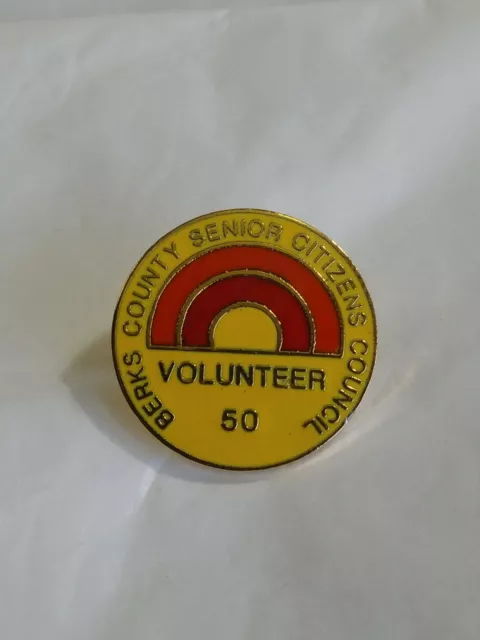 BERKS COUNTY SENIOR CITIZENS COUNCIL
VOLUNTEER
50